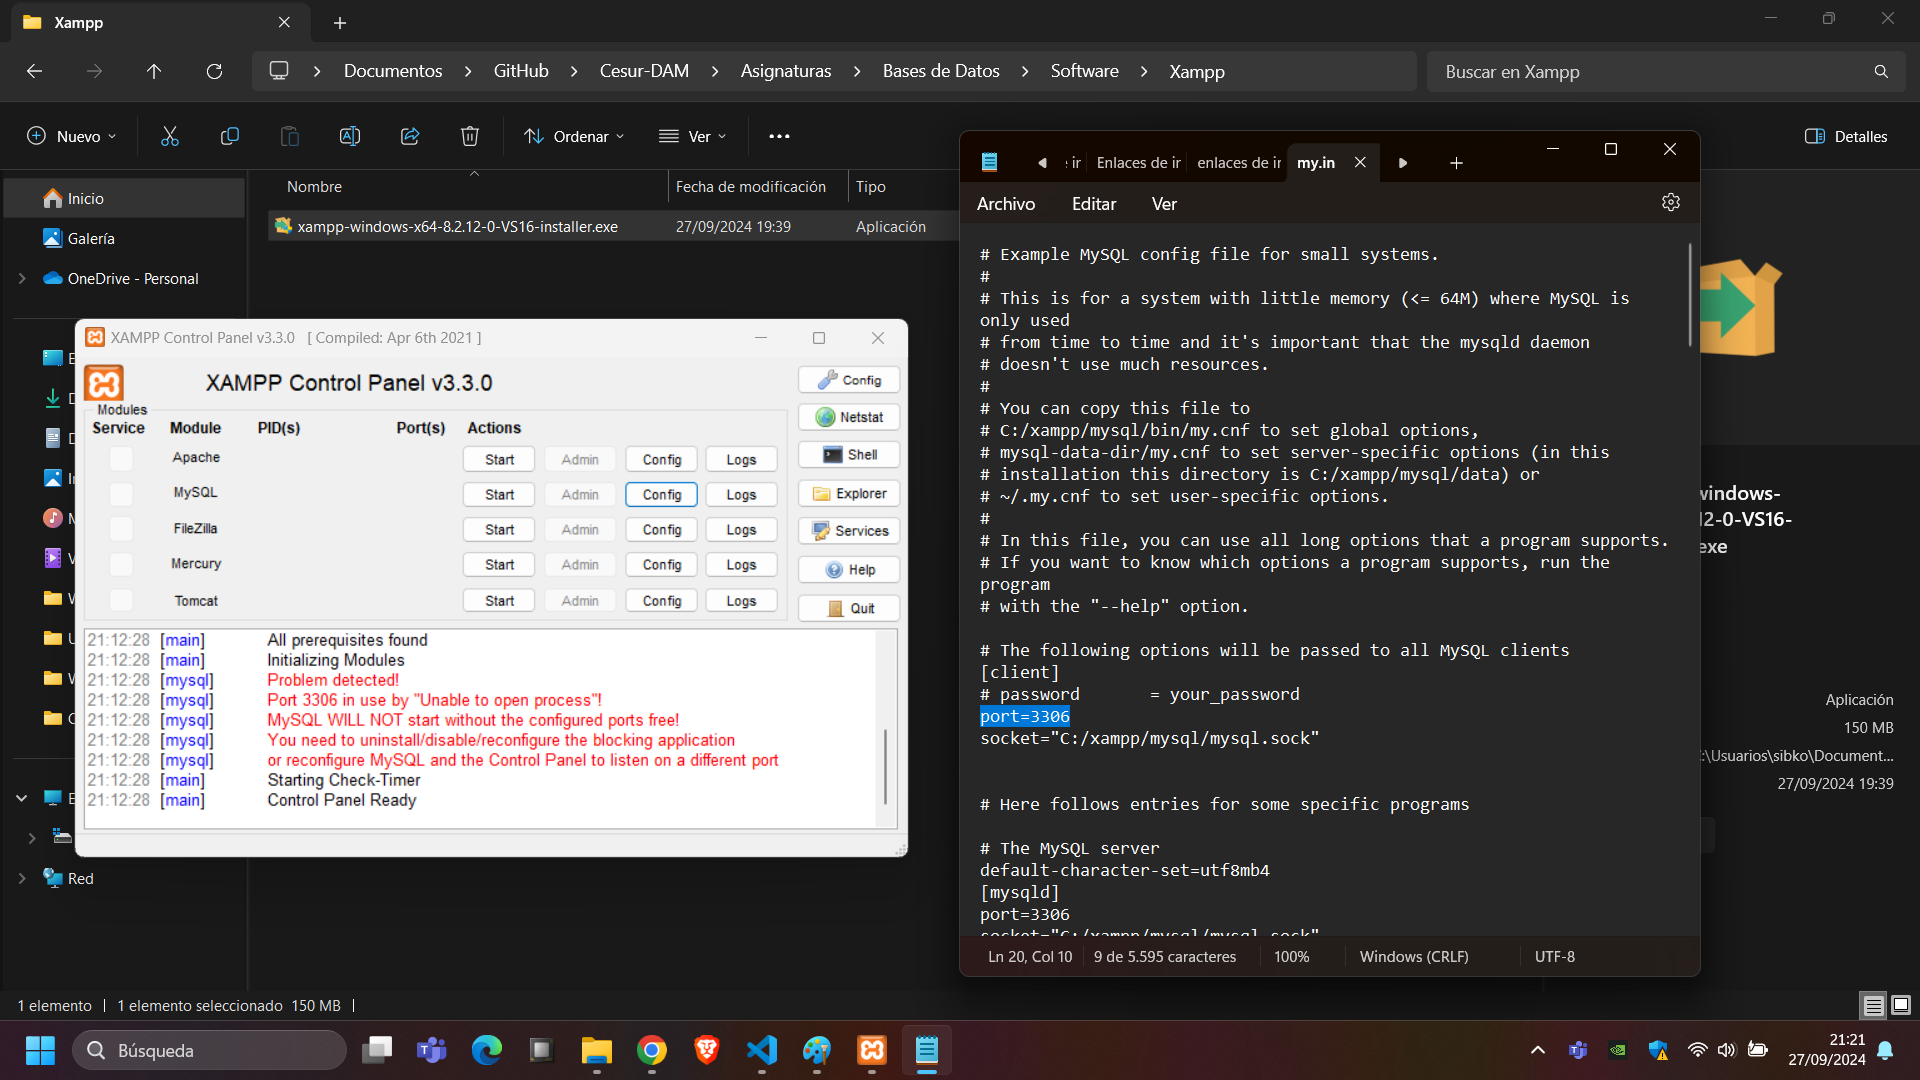 Xampp
Documentos > GitHub > Cesur-DAM > Asignaturas > Bases de Datos > Software > Xampp
Buscar en Xampp
Nuevo
Ordenar
Ver
Detalles
Nombre
Fecha de modificación
Tipo
xampp-windows-x64-8.2.12-0-VS16-installer.exe
27/09/2024 19:39
Aplicación
Inicio
Galería
OneDrive - Personal
Red
XAMPP Control Panel v3.3.0 [ Compiled: Apr 6th 2021 ]
XAMPP Control Panel v3.3.0
Modules
Service Module PID(s) Port(s) Actions
Apache Start Admin Config Logs
MySQL Start Admin Config Logs
FileZilla Start Admin Config Logs
Mercury Start Admin Config Logs
Tomcat Start Admin Config Logs
Config
Netstat
Shell
Explorer
Services
Help
Quit
21:12:28 [main] All prerequisites found
21:12:28 [main] Initializing Modules
21:12:28 [mysql] Problem detected!
21:12:28 [mysql] Port 3306 in use by "Unable to open process"!
21:12:28 [mysql] MySQL WILL NOT start without the configured ports free!
21:12:28 [mysql] You need to uninstall/disable/reconfigure the blocking application
21:12:28 [mysql] or reconfigure MySQL and the Control Panel to listen on a different port
21:12:28 [main] Starting Check-Timer
21:12:28 [main] Control Panel Ready
Enlaces de ir
enlaces de ir
my.in
Archivo Editar Ver
# Example MySQL config file for small systems.
#
# This is for a system with little memory (<= 64M) where MySQL is
only used
# from time to time and it's important that the mysqld daemon
# doesn't use much resources.
#
# You can copy this file to
# C:/xampp/mysql/bin/my.cnf to set global options,
# mysql-data-dir/my.cnf to set server-specific options (in this
# installation this directory is C:/xampp/mysql/data) or
# ~/.my.cnf to set user-specific options.
#
# In this file, you can use all long options that a program supports.
# If you want to know which options a program supports, run the
program
# with the "--help" option.
# The following options will be passed to all MySQL clients
[client]
# password = your_password
port=3306
socket="C:/xampp/mysql/mysql.sock"
# Here follows entries for some specific programs
# The MySQL server
default-character-set=utf8mb4
[mysqld]
port=3306
socket="C:/xampp/mysql/mysql.sock"
Ln 20, Col 10 9 de 5.595 caracteres 100% Windows (CRLF) UTF-8
windows-
12-0-VS16-
exe
Aplicación
150 MB
:\Usuarios\sibko\Document...
27/09/2024 19:39
1 elemento 1 elemento seleccionado 150 MB
Búsqueda
21:21
27/09/2024